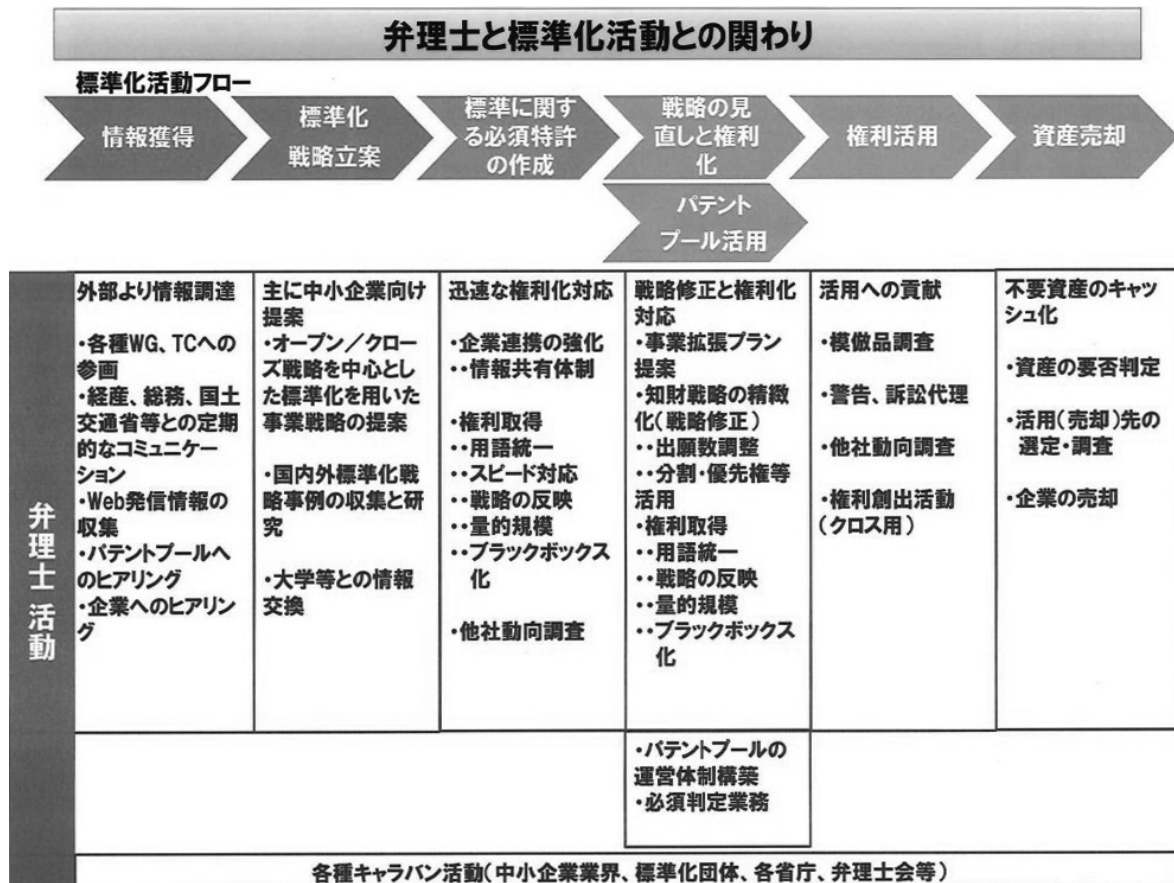 弁理士と標準化活動との関わり
標準化活動フロー
情報獲得
標準化
戦略立案
標準に関す
る必須特許
の作成
戦略の見
直しと権利
化
権利活用
資産売却
パテント
プール活用
弁理士 活動
外部より情報調達
・各種WG、TCへの
参画
・経産、総務、国土
交通省等との定期
的なコミュニケー
ション
・Web発信情報の
収集
・パテントプールへ
のヒアリング
・企業へのヒアリン
グ
主に中小企業向け
提案
・オープン／クロー
ズ戦略を中心とし
た標準化を用いた
事業戦略の提案
・国内外標準化戦
略事例の収集と研
究
・大学等との情報
交換
迅速な権利化対応
・企業連携の強化
・・情報共有体制
・権利取得
・・用語統一
・・スピード対応
・・戦略の反映
・・量的規模
・・ブラックボックス
化
・他社動向調査
戦略修正と権利化
対応
・事業拡張プラン
提案
・知財戦略の精緻
化（戦略修正）
・・出願数調整
・・分割・優先権等
活用
・権利取得
・・用語統一
・・戦略の反映
・・量的規模
・・ブラックボックス
化
・パテントプールの
運営体制構築
・必須判定業務
活用への貢献
・模倣品調査
・警告、訴訟代理
・他社動向調査
・権利創出活動
（クロス用）
不要資産のキャッ
シュ化
・資産の要否判定
・活用（売却）先の
選定・調査
・企業の売却
各種キャラバン活動（中小企業業界、標準化団体、各省庁、弁理士会等）